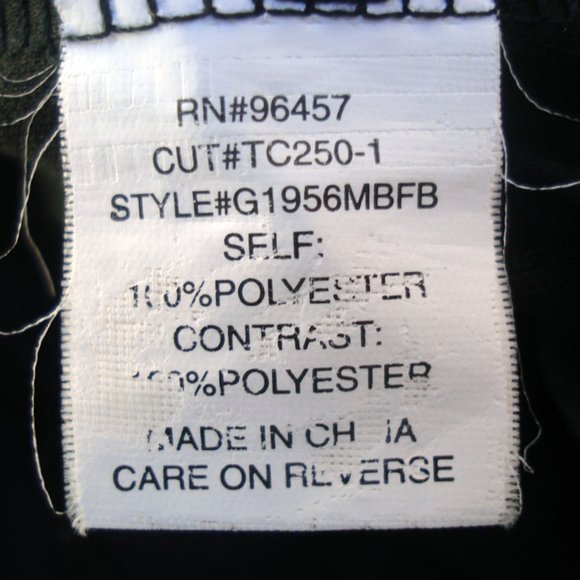 RN#96457
CUT#TC250-1
STYLE#G1956MBFB
SELF:
100%POLYESTER
CONTRAST:
100%POLYESTER
MADE IN CHINA
CARE ON REVERSE